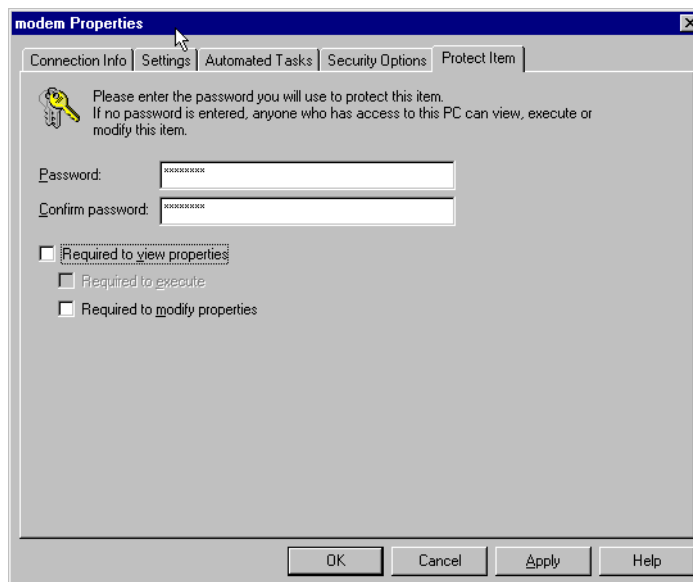 modem Properties
Connection Info Settings Automated Tasks Security Options Protect Item
Please enter the password you will use to protect this item.
If no password is entered, anyone who has access to this PC can view, execute or
modify this item.
Password: ********
Confirm password: ********
Required to view properties
Required to execute
Required to modify properties
OK Cancel Apply Help